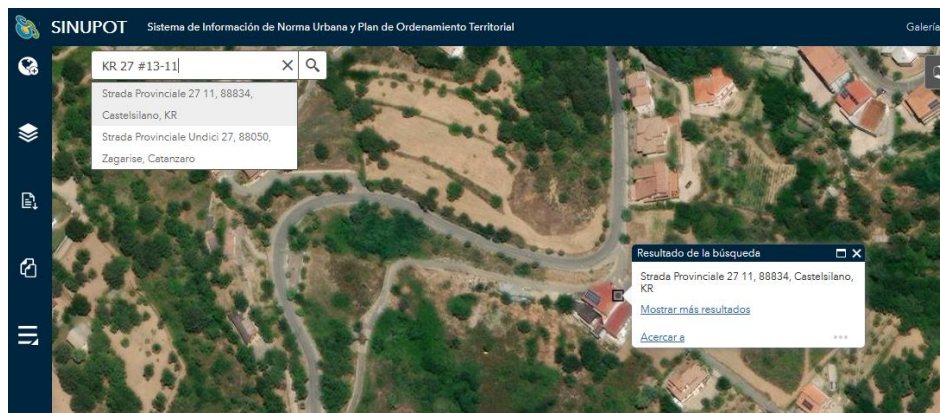 SINUPOT Sistema de Información de Norma Urbana y Plan de Ordenamiento Territorial
Galería
KR 27 #13-11
Strada Provinciale 27 11, 88834,
Castelsilano, KR
Strada Provinciale Undici 27, 88050,
Zagarise, Catanzaro
Resultado de la búsqueda
Strada Provinciale 27 11, 88834, Castelsilano,
KR
Mostrar más resultados
Acercar a